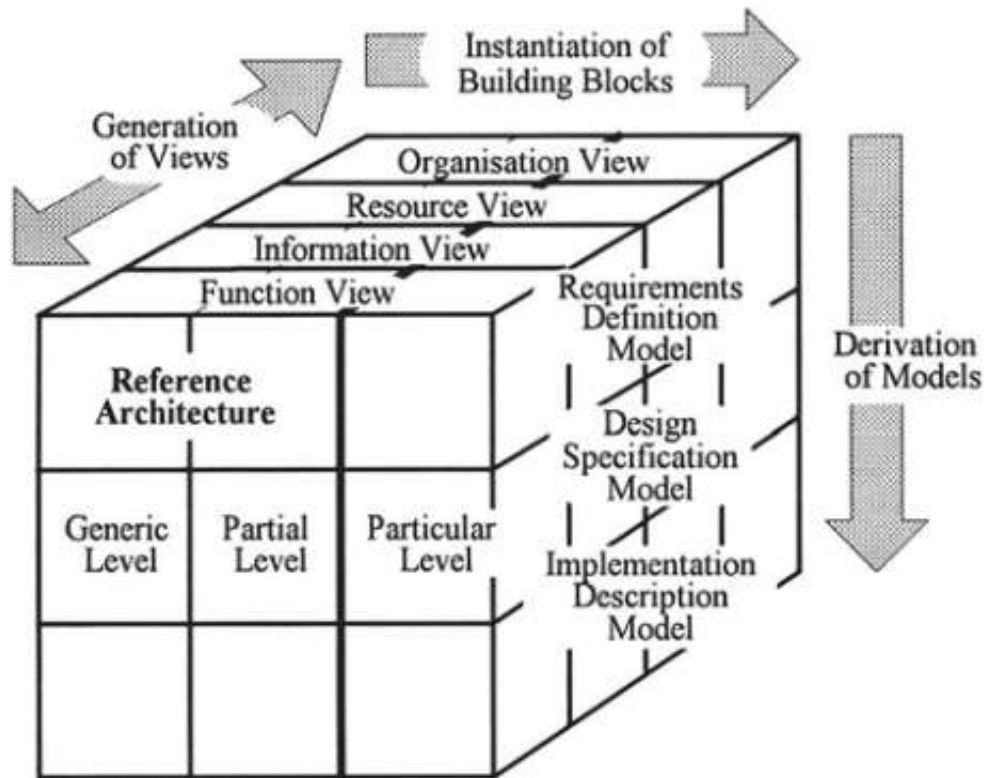 Instantiation of
Building Blocks
Generation
of Views
Organisation View
Resource View
Information View
Function View
Requirements
Definition
Model
Derivation
of Models
Reference
Architecture
Design
Specification
Model
Generic
Level
Partial
Level
Particular
Level
Implementation
Description
Model